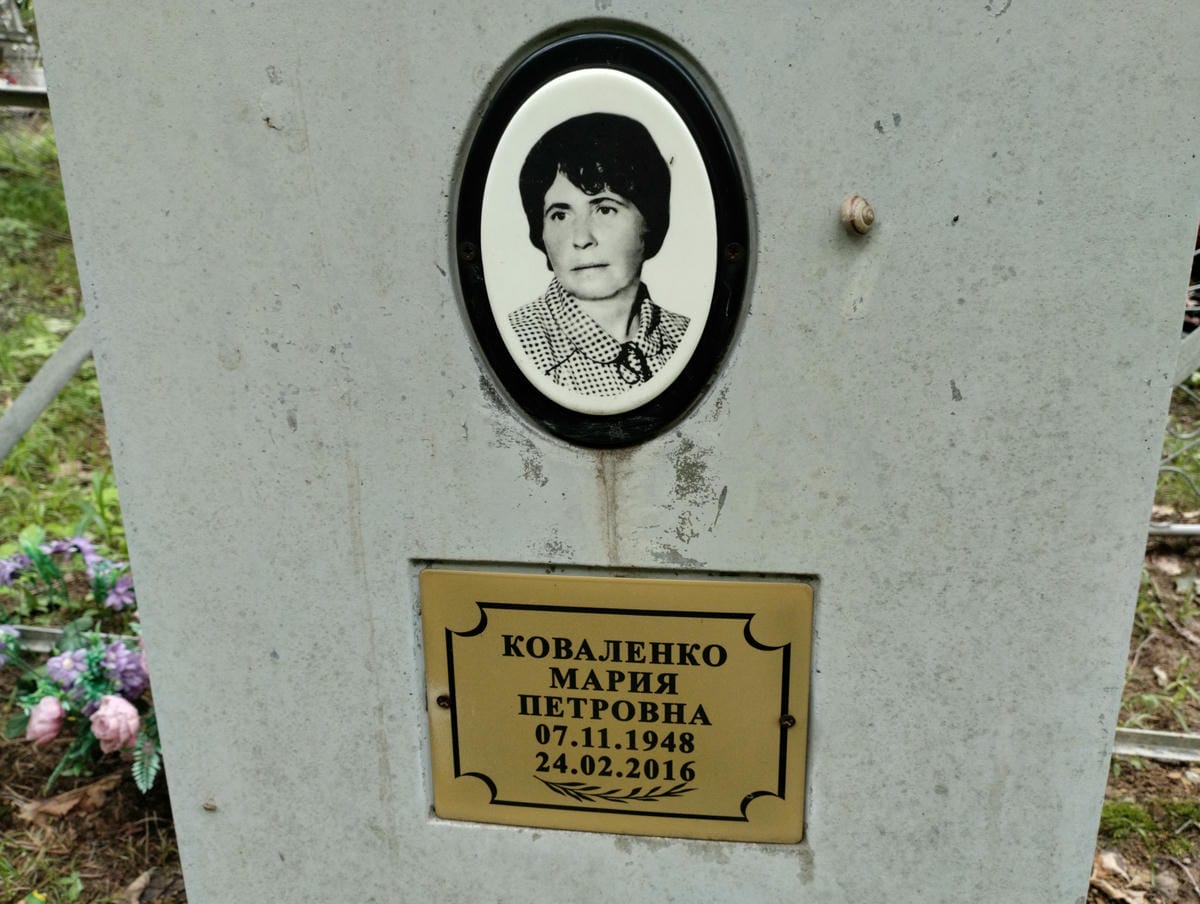 КОВАЛЕНКО
МАРИЯ
ПЕТРОВНА
07.11.1948
24.02.2016